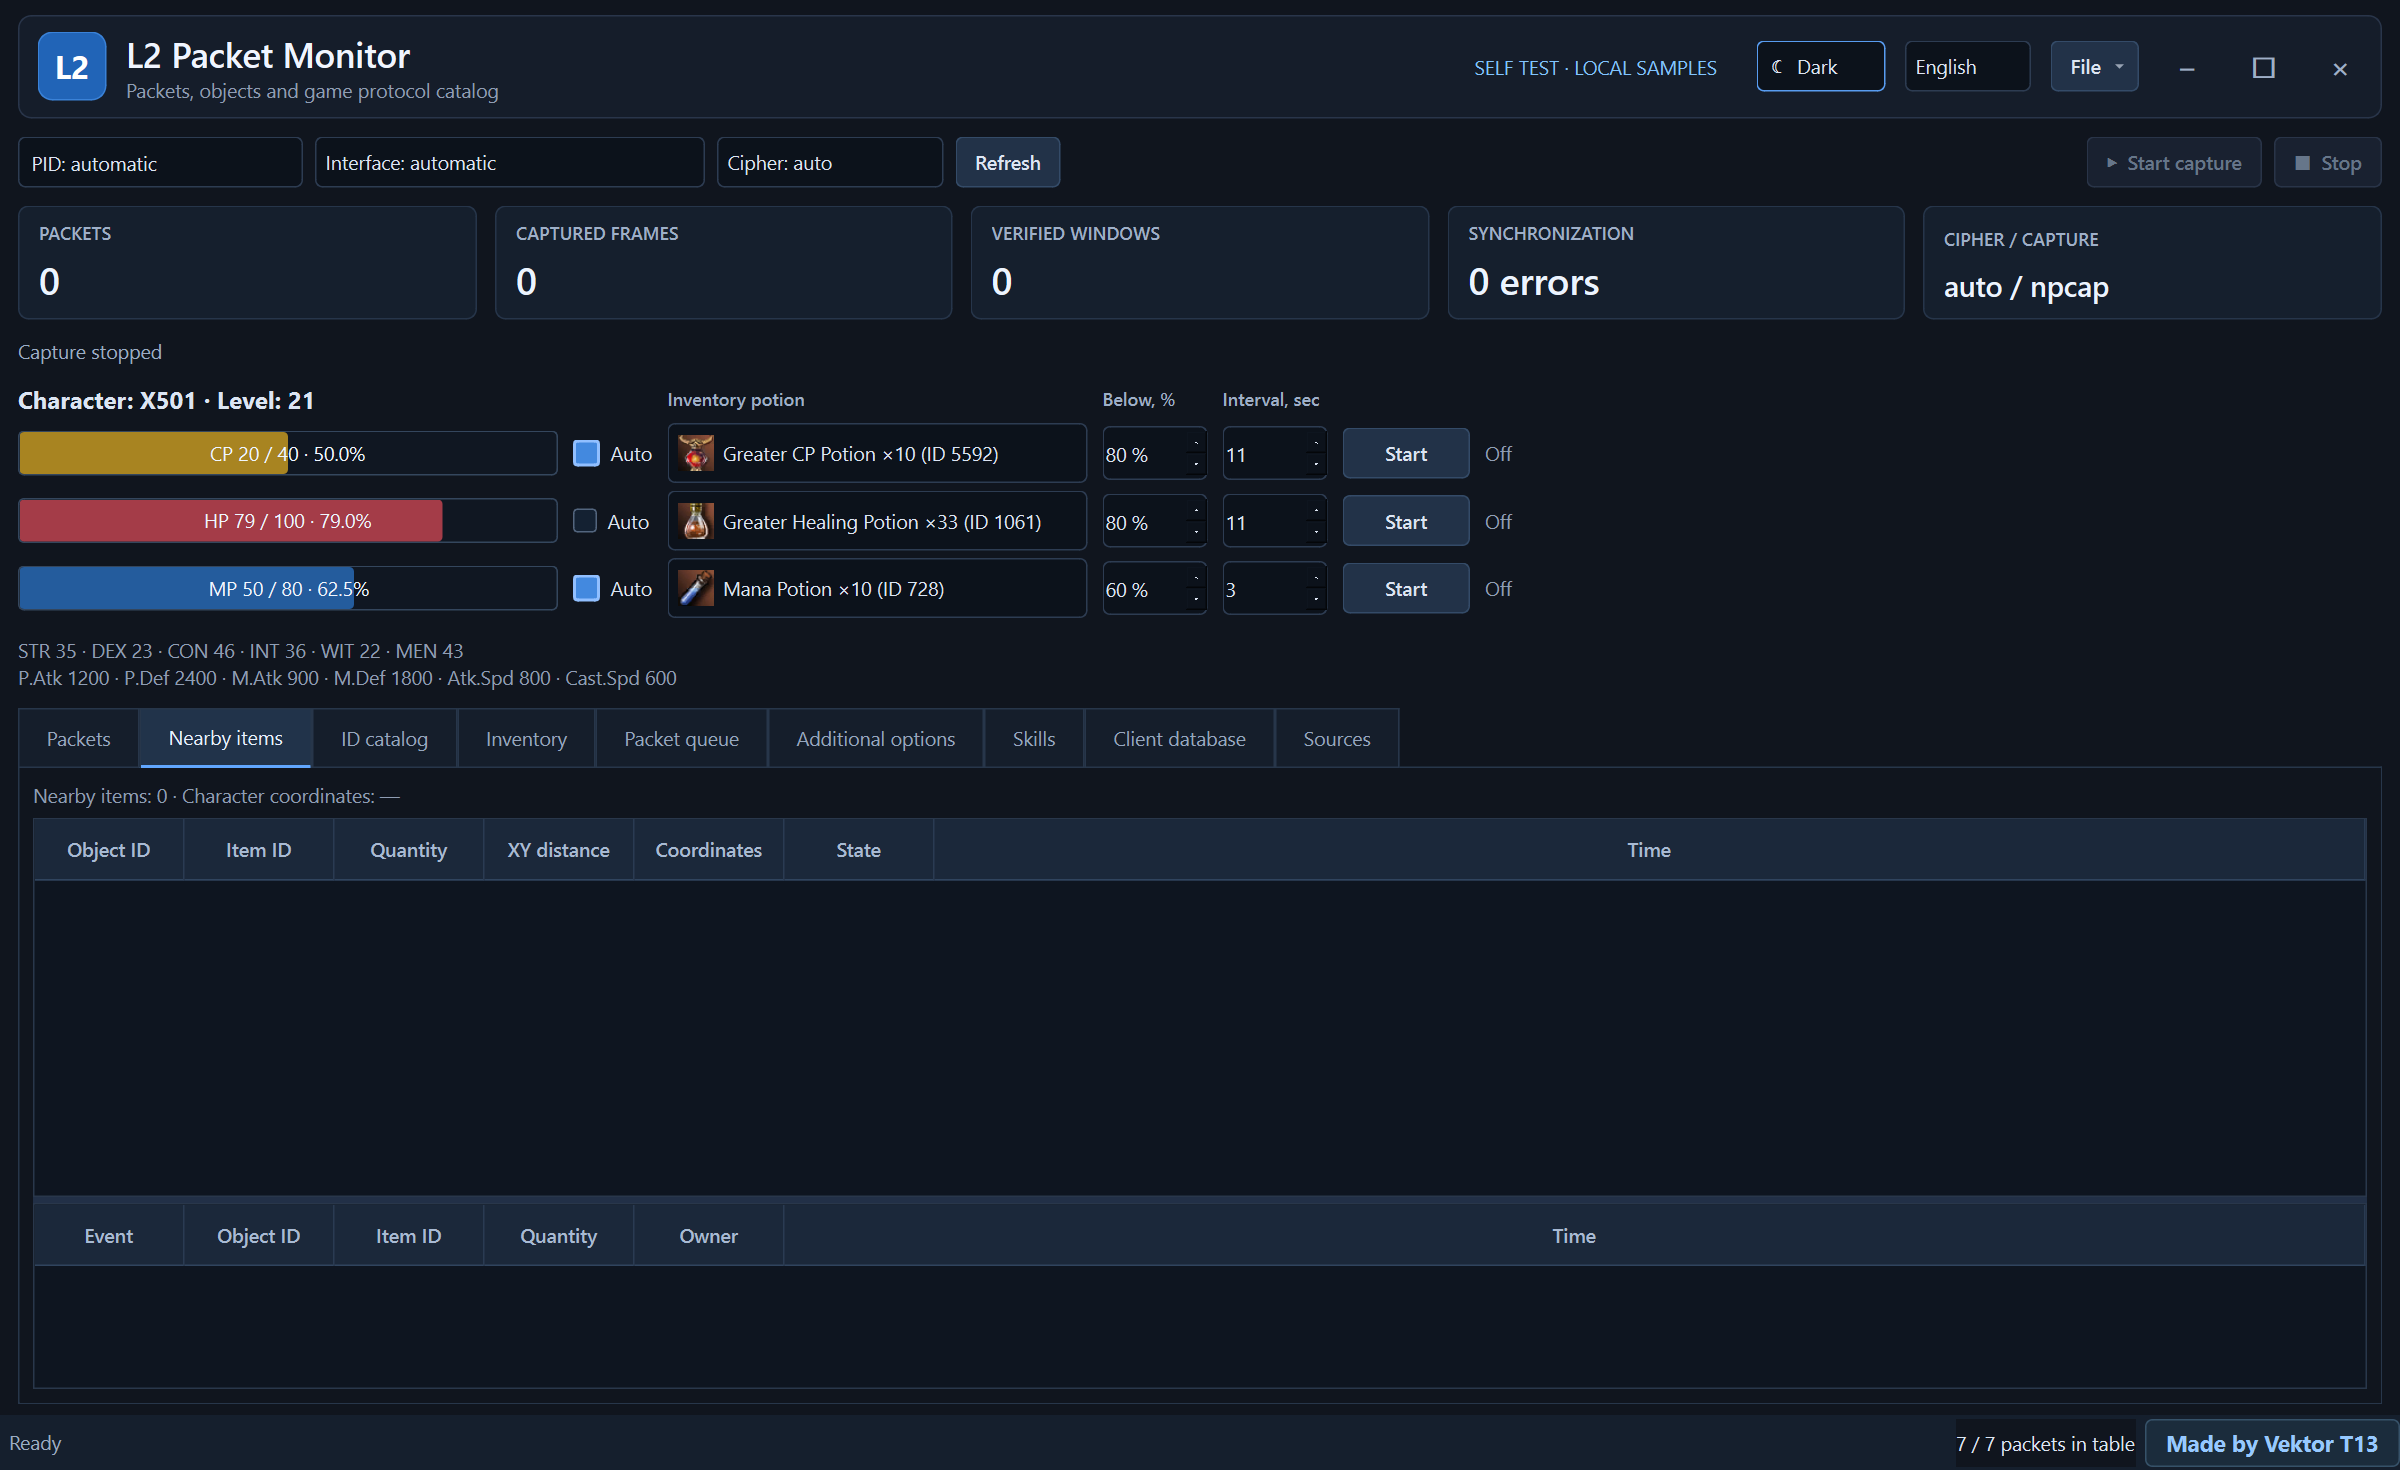 L2
L2 Packet Monitor
Packets, objects and game protocol catalog
SELF TEST · LOCAL SAMPLES
☾ Dark
English
File
PID: automatic
Interface: automatic
Cipher: auto
Refresh
Start capture
Stop
PACKETS
0
CAPTURED FRAMES
0
VERIFIED WINDOWS
0
SYNCHRONIZATION
0 errors
CIPHER / CAPTURE
auto / npcap
Capture stopped
Character: X501 · Level: 21
Inventory potion
Below, %
Interval, sec
CP 20 / 40 · 50.0%
Auto
Greater CP Potion ×10 (ID 5592)
80 %
11
Start
Off
HP 79 / 100 · 79.0%
Auto
Greater Healing Potion ×33 (ID 1061)
80 %
11
Start
Off
MP 50 / 80 · 62.5%
Auto
Mana Potion ×10 (ID 728)
60 %
3
Start
Off
STR 35 · DEX 23 · CON 46 · INT 36 · WIT 22 · MEN 43
P.Atk 1200 · P.Def 2400 · M.Atk 900 · M.Def 1800 · Atk.Spd 800 · Cast.Spd 600
Packets
Nearby items
ID catalog
Inventory
Packet queue
Additional options
Skills
Client database
Sources
Nearby items: 0 · Character coordinates: —
Object ID
Item ID
Quantity
XY distance
Coordinates
State
Time
Event
Object ID
Item ID
Quantity
Owner
Time
Ready
7 / 7 packets in table
Made by Vektor T13